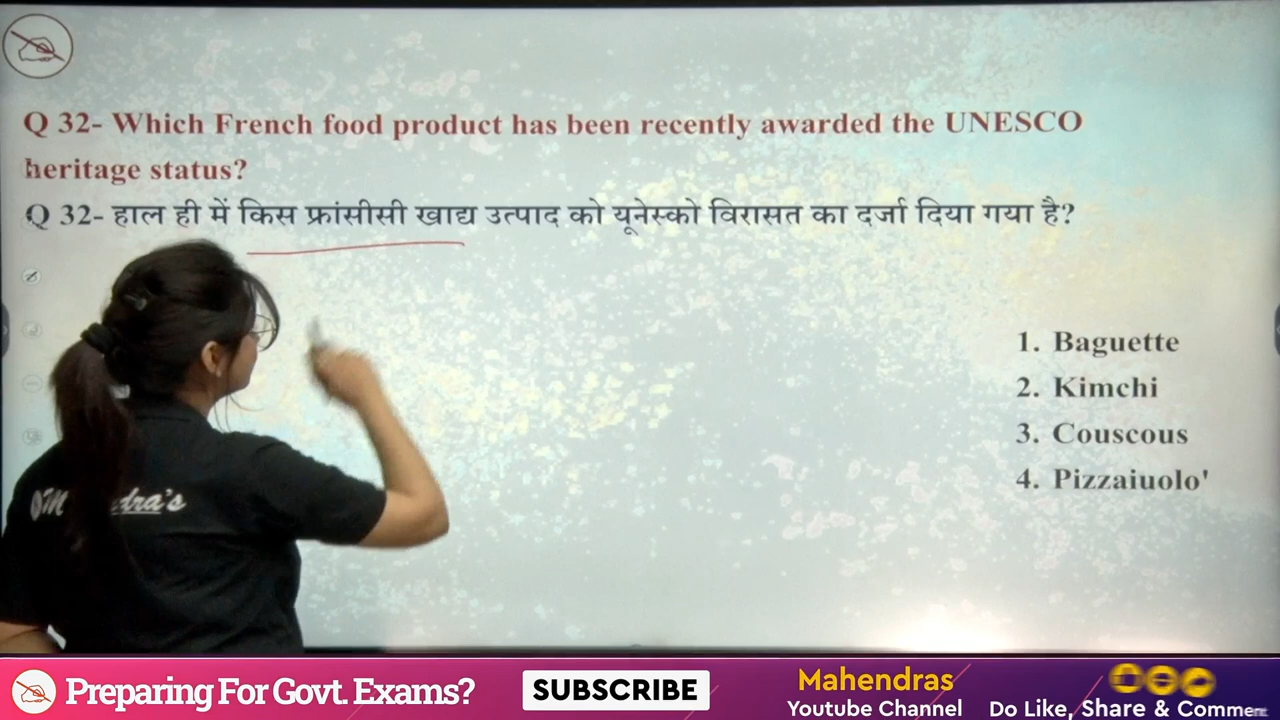 Q 32- Which French food product has been recently awarded the UNESCO
heritage status?
Q 32- हाल ही में किस फ्रांसीसी खाद्य उत्पाद को यूनेस्को विरासत का दर्जा दिया गया है?
1. Baguette
2. Kimchi
3. Couscous
4. Pizzaiuolo'
Preparing For Govt. Exams?
SUBSCRIBE
Mahendras
Youtube Channel
Do Like, Share & Comment